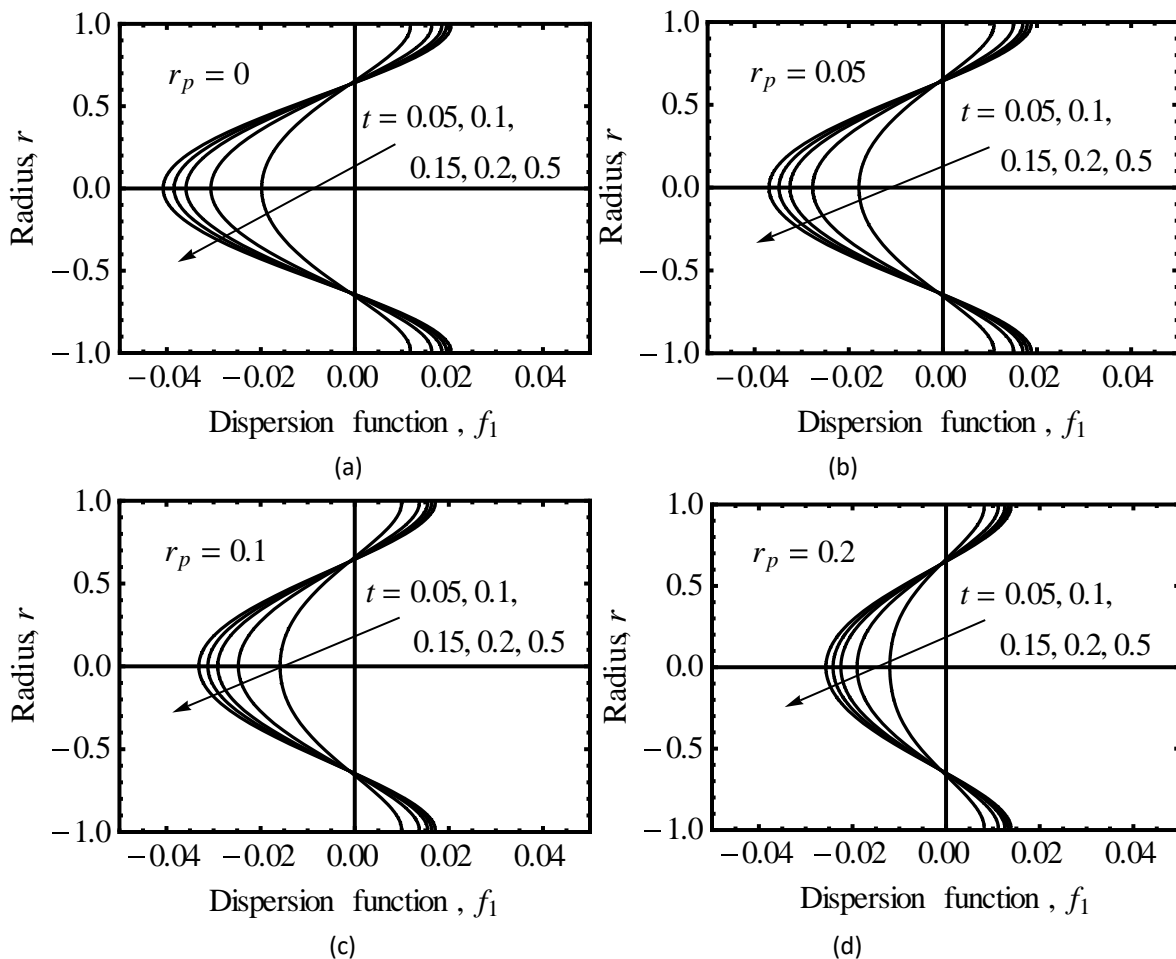 1.0
r_p = 0
0.5
t = 0.05, 0.1,
0.15, 0.2, 0.5
0.0
−0.5
−1.0
Radius, r
−0.04 −0.02 0.00 0.02 0.04
Dispersion function , f_1
(a)
1.0
r_p = 0.05
0.5
t = 0.05, 0.1,
0.15, 0.2, 0.5
0.0
−0.5
−1.0
Radius, r
−0.04 −0.02 0.00 0.02 0.04
Dispersion function , f_1
(b)
1.0
r_p = 0.1
0.5
t = 0.05, 0.1,
0.15, 0.2, 0.5
0.0
−0.5
−1.0
Radius, r
−0.04 −0.02 0.00 0.02 0.04
Dispersion function , f_1
(c)
1.0
r_p = 0.2
0.5
t = 0.05, 0.1,
0.15, 0.2, 0.5
0.0
−0.5
−1.0
Radius, r
−0.04 −0.02 0.00 0.02 0.04
Dispersion function , f_1
(d)